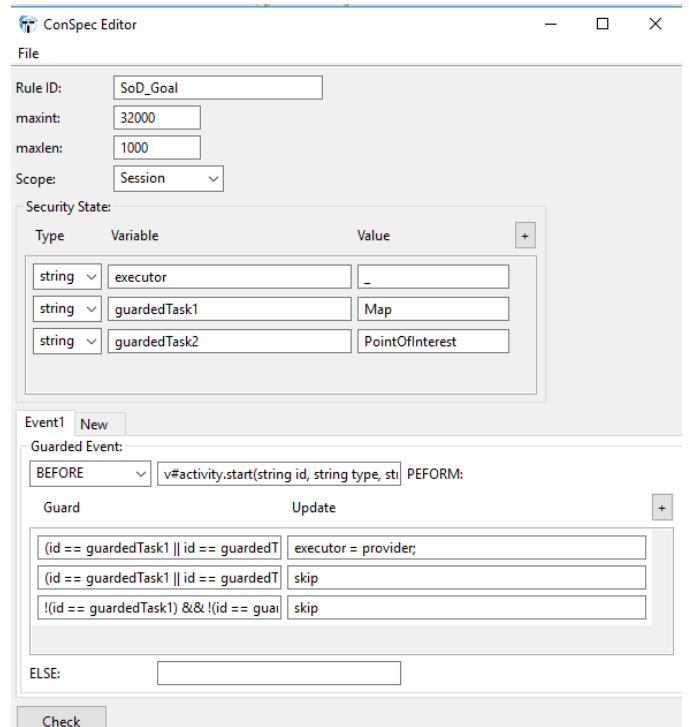 ConSpec Editor
File
Rule ID: SoD_Goal
maxint: 32000
maxlen: 1000
Scope: Session
Security State:
Type Variable Value +
string executor _
string guardedTask1 Map
string guardedTask2 PointOfInterest
Event1 New
Guarded Event:
BEFORE v#activity.start(string id, string type, stı PEFORM:
Guard Update +
(id == guardedTask1 || id == guardedT executor = provider;
(id == guardedTask1 || id == guardedT skip
!(id == guardedTask1) && !(id == guaı skip
ELSE:
Check